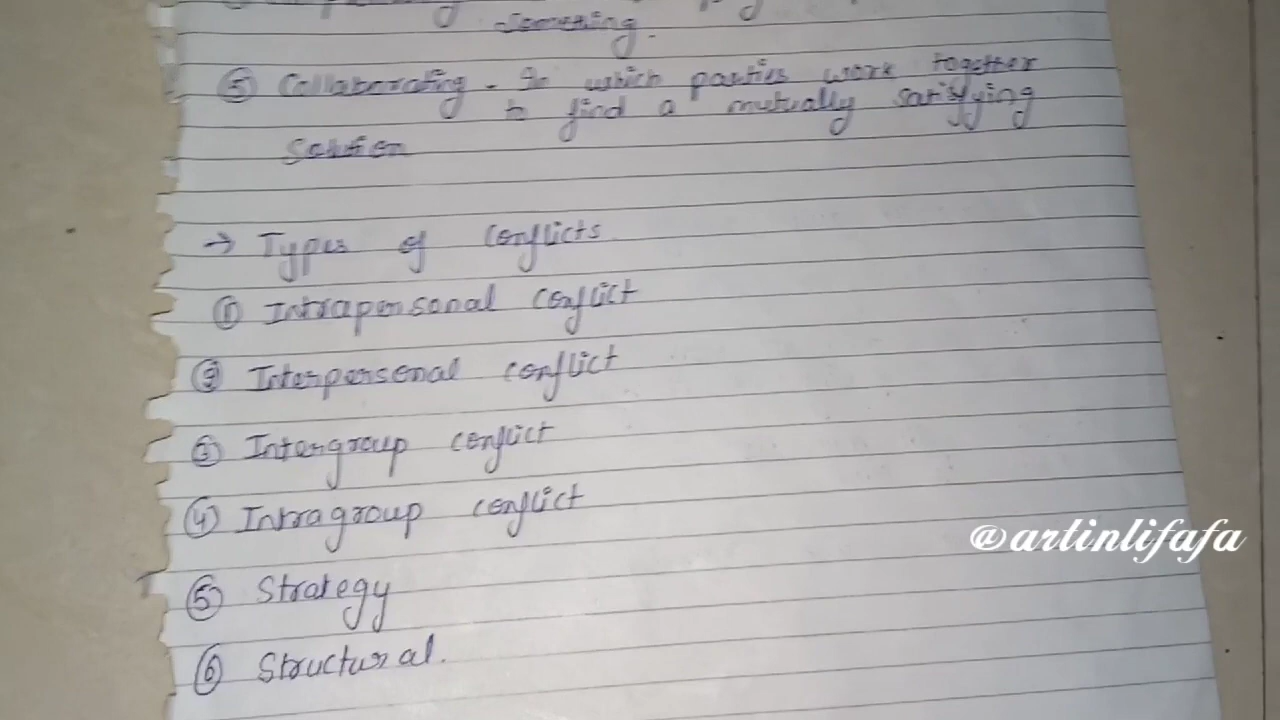 something.
⑤ Collaborating - In which parties work together
to find a mutually satisfying
Solution
→ Types of Conflicts
① Intrapersonal conflict
② Interpersonal conflict
③ Intergroup conflict
④ Intragroup conflict
⑤ Strategy
⑥ Structural.
@artinlifafa